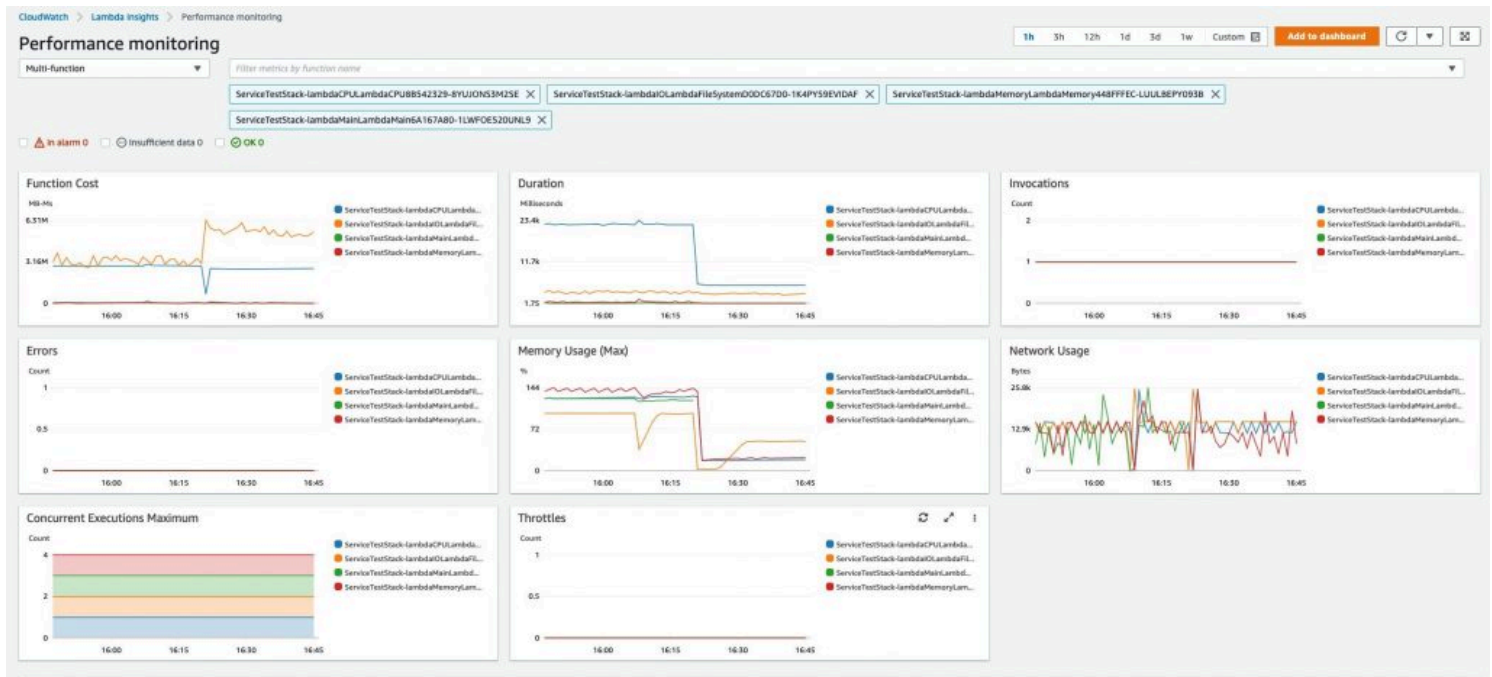 CloudWatch > Lambda Insights > Performance monitoring
Performance monitoring
1h 3h 12h 1d 3d 1w Custom Add to dashboard
Multi-function
Filter metrics by function name
ServiceTestStack-lambdaCPULambdaCPU8B542329-8YUJONS3M2SE
ServiceTestStack-lambdaIOLambdaFileSystemD0DC67D0-1K4PY59EVIDAF
ServiceTestStack-lambdaMemoryLambdaMemory448FFFEC-LUUL8EPY093B
ServiceTestStack-lambdaMainLambdaMain6A167A80-1LWFOE520UNL9
In alarm 0 Insufficient data 0 OK 0
Function Cost
MB-Ms
6.31M
3.16M
0
16:00 16:15 16:30 16:45
ServiceTestStack-lambdaCPULambda...
ServiceTestStack-lambdaIOLambdaFil...
ServiceTestStack-lambdaMainLambd...
ServiceTestStack-lambdaMemoryLam...
Duration
Milliseconds
23.4k
11.7k
1.75
16:00 16:15 16:30 16:45
ServiceTestStack-lambdaCPULambda...
ServiceTestStack-lambdaIOLambdaFil...
ServiceTestStack-lambdaMainLambd...
ServiceTestStack-lambdaMemoryLam...
Invocations
Count
2
1
0
16:00 16:15 16:30 16:45
ServiceTestStack-lambdaCPULambda...
ServiceTestStack-lambdaIOLambdaFil...
ServiceTestStack-lambdaMainLambd...
ServiceTestStack-lambdaMemoryLam...
Errors
Count
1
0.5
0
16:00 16:15 16:30 16:45
ServiceTestStack-lambdaCPULambda...
ServiceTestStack-lambdaIOLambdaFil...
ServiceTestStack-lambdaMainLambd...
ServiceTestStack-lambdaMemoryLam...
Memory Usage (Max)
%
144
72
0
16:00 16:15 16:30 16:45
ServiceTestStack-lambdaCPULambda...
ServiceTestStack-lambdaIOLambdaFil...
ServiceTestStack-lambdaMainLambd...
ServiceTestStack-lambdaMemoryLam...
Network Usage
Bytes
25.8k
12.9k
0
16:00 16:15 16:30 16:45
ServiceTestStack-lambdaCPULambda...
ServiceTestStack-lambdaIOLambdaFil...
ServiceTestStack-lambdaMainLambd...
ServiceTestStack-lambdaMemoryLam...
Concurrent Executions Maximum
Count
4
2
0
16:00 16:15 16:30 16:45
ServiceTestStack-lambdaCPULambda...
ServiceTestStack-lambdaIOLambdaFil...
ServiceTestStack-lambdaMainLambd...
ServiceTestStack-lambdaMemoryLam...
Throttles
Count
1
0.5
0
16:00 16:15 16:30 16:45
ServiceTestStack-lambdaCPULambda...
ServiceTestStack-lambdaIOLambdaFil...
ServiceTestStack-lambdaMainLambd...
ServiceTestStack-lambdaMemoryLam...